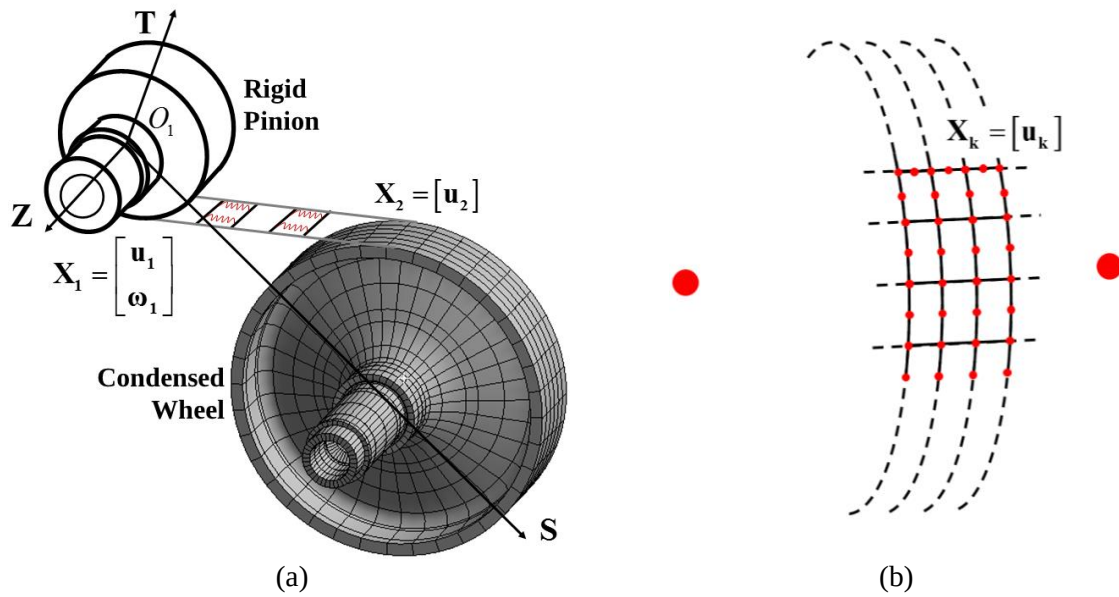 T
Rigid
Pinion
O₁
Z
X₂ = [u₂]
X₁ = [u₁
ω₁]
Condensed
Wheel
S
(a)
Xₖ = [uₖ]
(b)